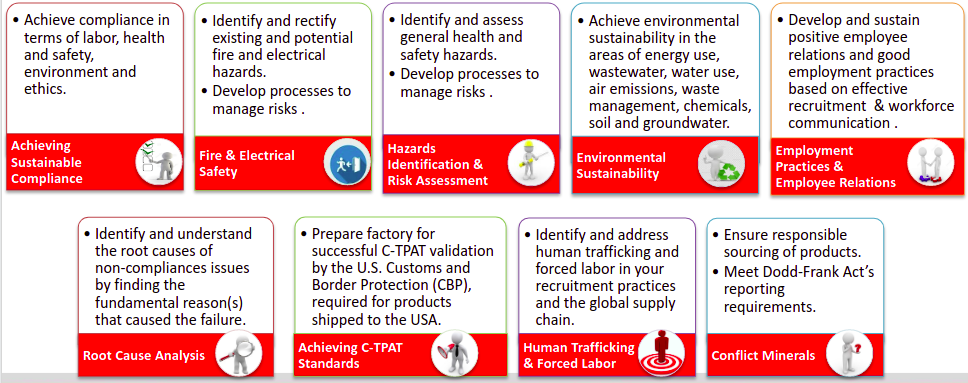 • Achieve compliance in
terms of labor, health
and safety,
environment and
ethics.
Achieving
Sustainable
Compliance
• Identify and rectify
existing and potential
fire and electrical
hazards.
• Develop processes to
manage risks .
Fire & Electrical
Safety
• Identify and assess
general health and
safety hazards.
• Develop processes to
manage risks .
Hazards
Identification &
Risk Assessment
• Achieve environmental
sustainability in the
areas of energy use,
wastewater, water use,
air emissions, waste
management, chemicals,
soil and groundwater.
Environmental
Sustainability
• Develop and sustain
positive employee
relations and good
employment practices
based on effective
recruitment & workforce
communication .
Employment
Practices &
Employee Relations
• Identify and understand
the root causes of
non-compliances issues
by finding the
fundamental reason(s)
that caused the failure.
Root Cause Analysis
• Prepare factory for
successful C-TPAT validation
by the U.S. Customs and
Border Protection (CBP),
required for products
shipped to the USA.
Achieving C-TPAT
Standards
• Identify and address
human trafficking and
forced labor in your
recruitment practices
and the global supply
chain.
Human Trafficking
& Forced Labor
• Ensure responsible
sourcing of products.
• Meet Dodd-Frank Act's
reporting
requirements.
Conflict Minerals